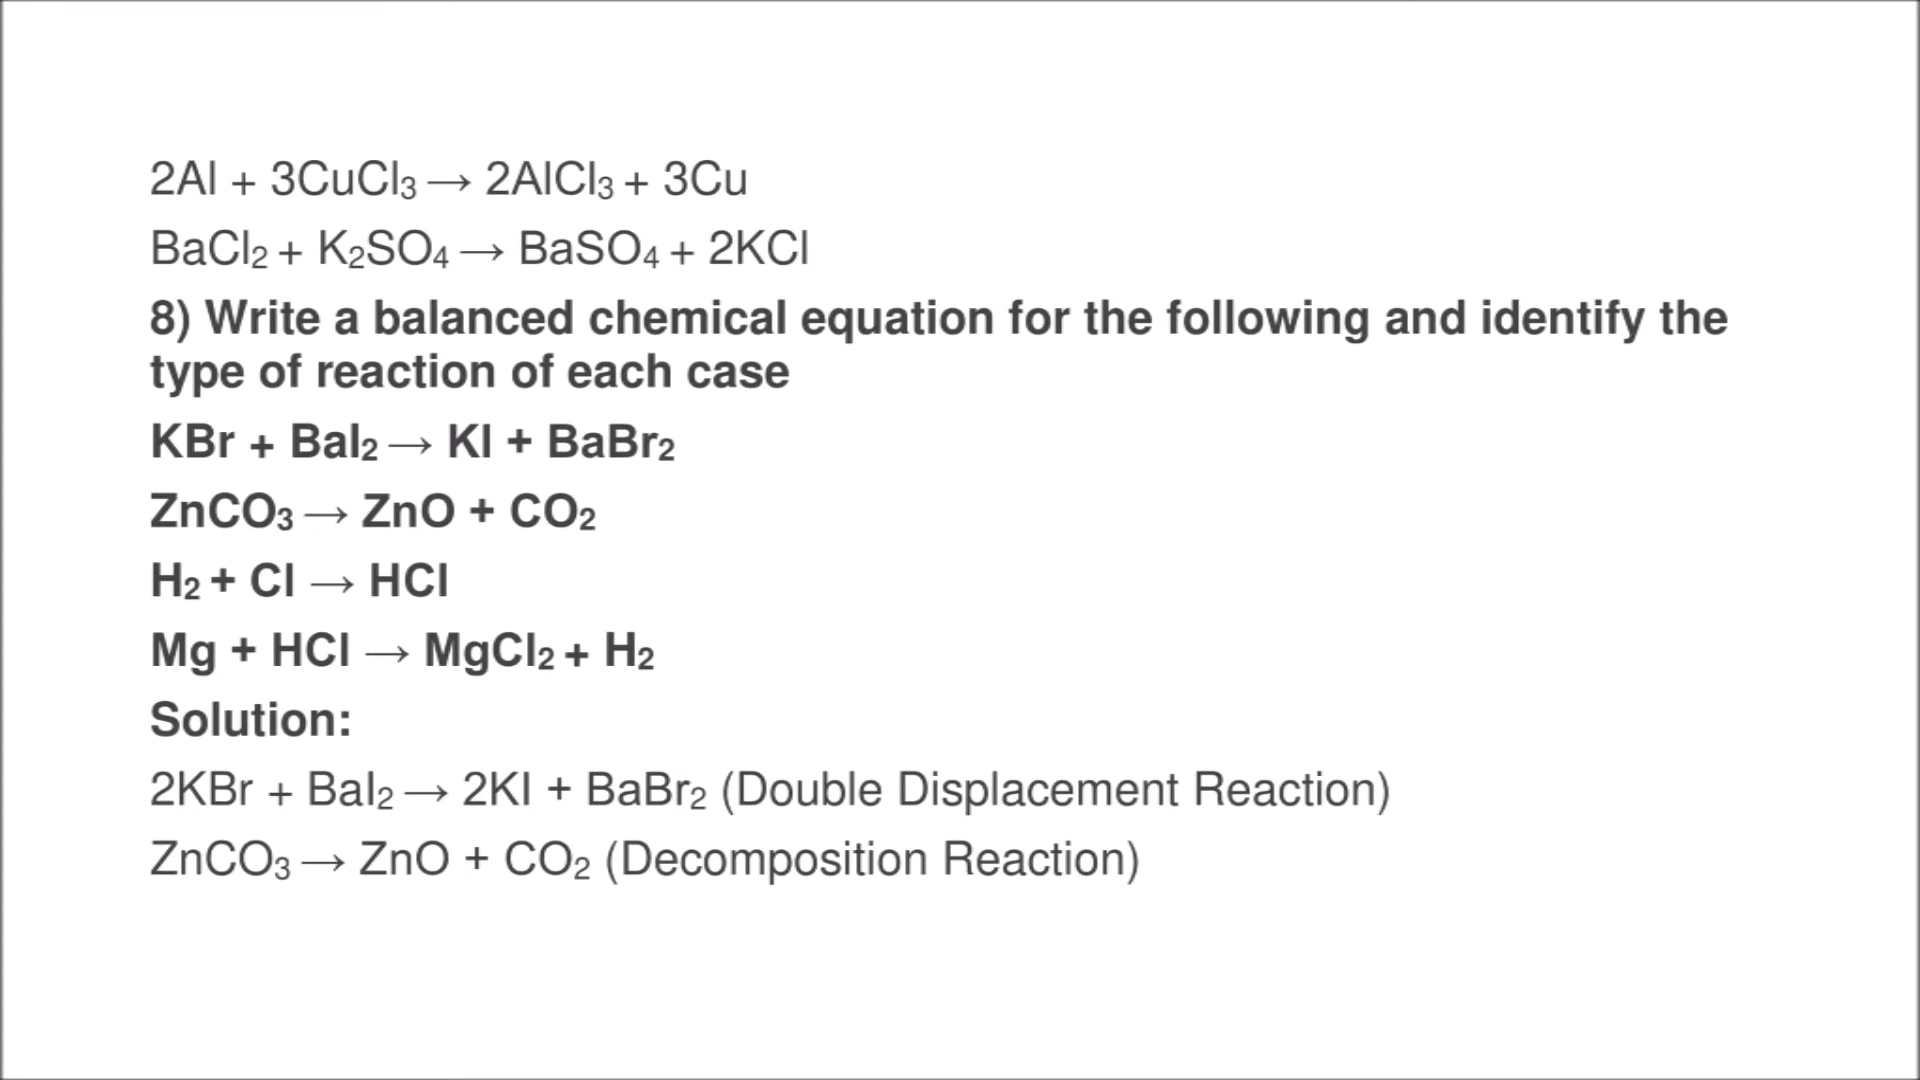 2Al + 3CuCl₃ → 2AlCl₃ + 3Cu
BaCl₂ + K₂SO₄ → BaSO₄ + 2KCl
8) Write a balanced chemical equation for the following and identify the
type of reaction of each case
KBr + BaI₂ → KI + BaBr₂
ZnCO₃ → ZnO + CO₂
H₂ + Cl → HCl
Mg + HCl → MgCl₂ + H₂
Solution:
2KBr + BaI₂ → 2KI + BaBr₂ (Double Displacement Reaction)
ZnCO₃ → ZnO + CO₂ (Decomposition Reaction)